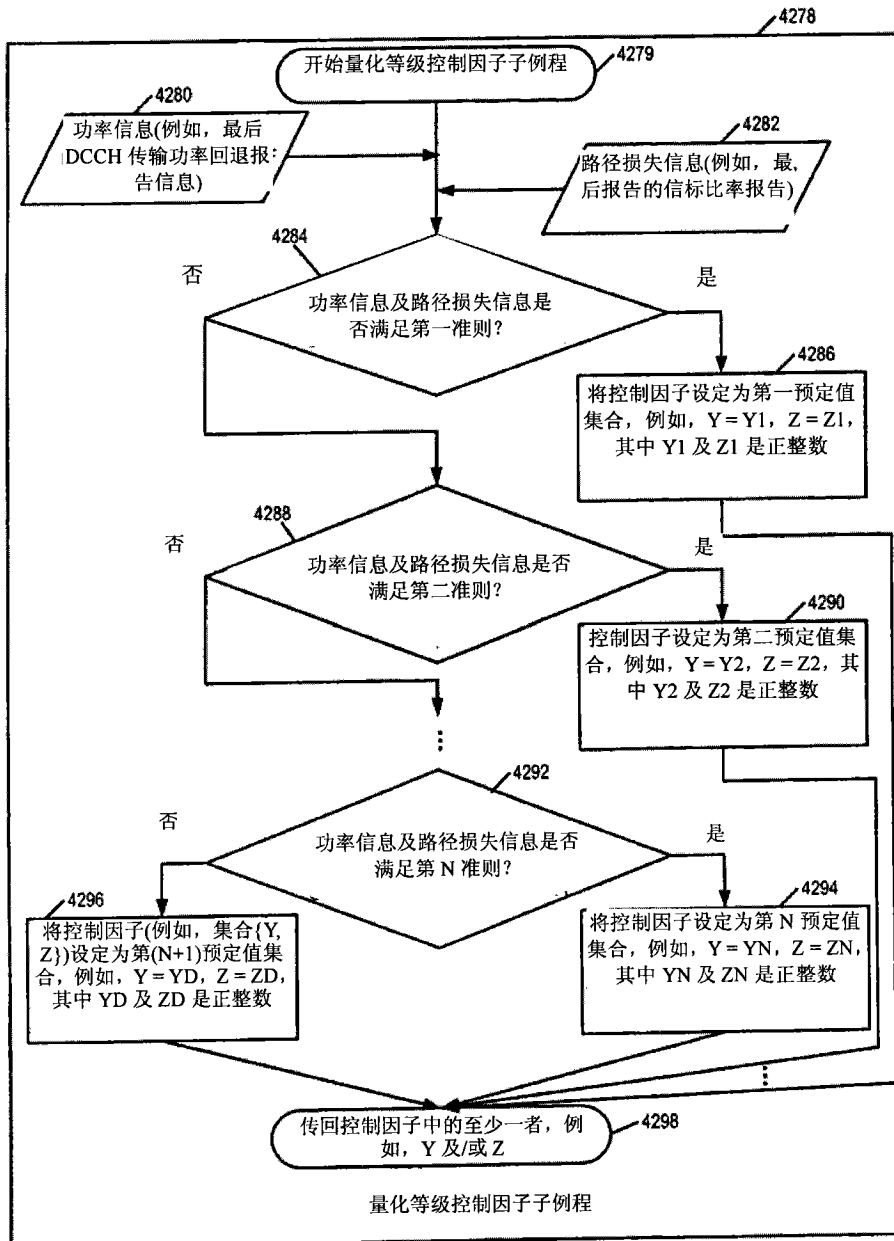 4278
开始量化等级控制因子子例程
4279
4280
功率信息(例如，最后
DCCH 传输功率回退报
告信息)
4282
路径损失信息(例如，最
后报告的信标比率报告)
4284
否
是
功率信息及路径损失信息是
否满足第一准则？
4286
将控制因子设定为第一预定值
集合，例如，Y = Y1，Z = Z1，
其中 Y1 及 Z1 是正整数
4288
否
是
功率信息及路径损失信息是否
满足第二准则？
4290
控制因子设定为第二预定值集
合，例如，Y = Y2，Z = Z2，其
中 Y2 及 Z2 是正整数
4292
否
是
功率信息及路径损失信息是否
满足第 N 准则？
4296
将控制因子(例如，集合{Y,
Z})设定为第(N+1)预定值集
合，例如，Y = YD，Z = ZD，
其中 YD 及 ZD 是正整数
4294
将控制因子设定为第 N 预定值
集合，例如，Y = YN，Z = ZN，
其中 YN 及 ZN 是正整数
传回控制因子中的至少一者，例
如，Y 及/或 Z
4298
量化等级控制因子子例程